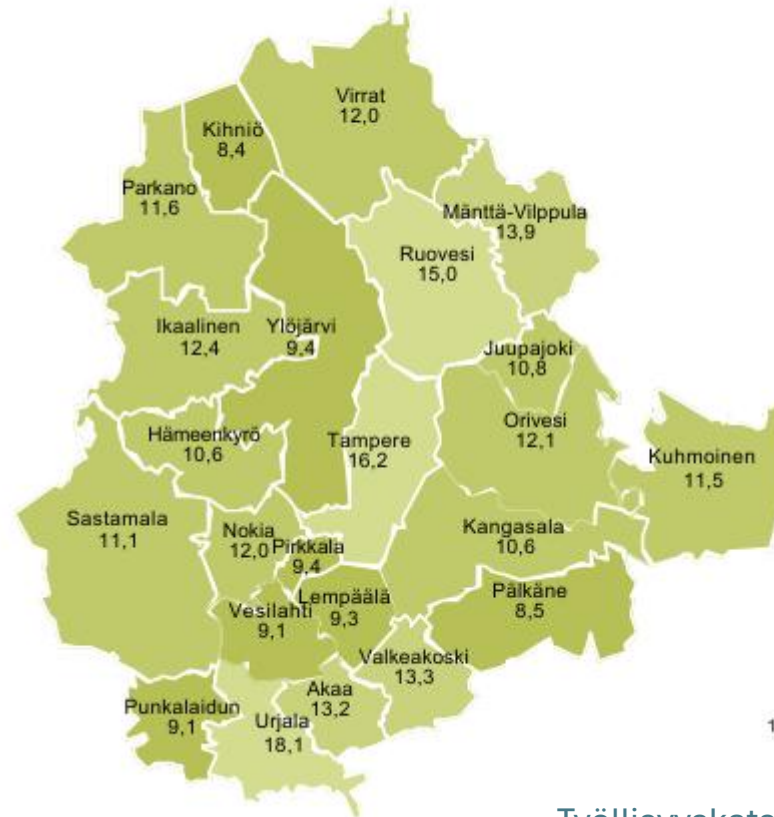 Virrat
12,0
Kihniö
8,4
Parkano
11,6
Mänttä-Vilppula
13,9
Ruovesi
15,0
Ikaalinen
12,4
Ylöjärvi
9,4
Juupajoki
10,8
Orivesi
12,1
Hämeenkyrö
10,6
Tampere
16,2
Kuhmoinen
11,5
Sastamala
11,1
Nokia
12,0
Pirkkala
9,4
Kangasala
10,6
Vesilahti
9,1
Lempäälä
9,3
Pälkäne
8,5
Valkeakoski
13,3
Akaa
13,2
Punkalaidun
9,1
Urjala
18,1